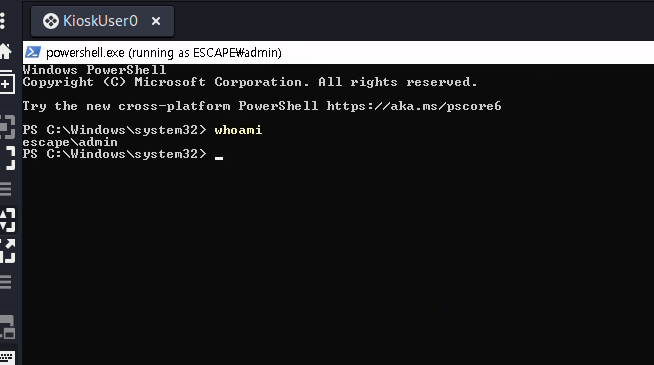 KioskUser0
powershell.exe (running as ESCAPE₩admin)
Windows PowerShell
Copyright (C) Microsoft Corporation. All rights reserved.
Try the new cross-platform PowerShell https://aka.ms/pscore6
PS C:\Windows\system32> whoami
escape\admin
PS C:\Windows\system32> _